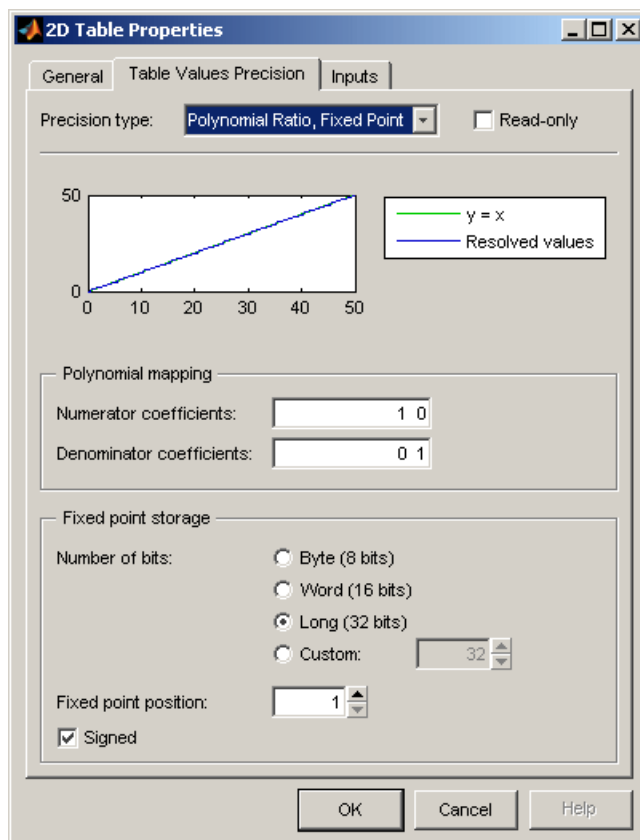 2D Table Properties
General Table Values Precision Inputs
Precision type: Polynomial Ratio, Fixed Point Read-only
50
0
0 10 20 30 40 50
y = x
Resolved values
Polynomial mapping
Numerator coefficients: 1 0
Denominator coefficients: 0 1
Fixed point storage
Number of bits: Byte (8 bits)
Word (16 bits)
Long (32 bits)
Custom: 32
Fixed point position: 1
Signed
OK Cancel Help